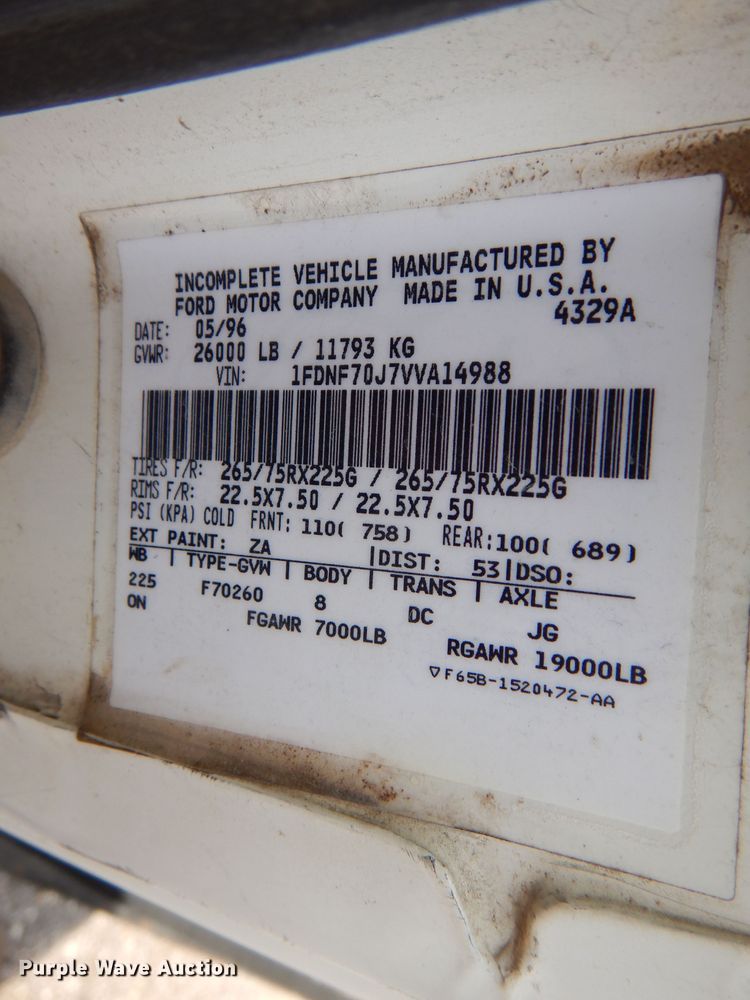 INCOMPLETE VEHICLE MANUFACTURED BY
FORD MOTOR COMPANY MADE IN U.S.A.
4329A
DATE: 05/96
GVWR: 26000 LB / 11793 KG
VIN: 1FDNF70J7VVA14988
TIRES F/R: 265/75RX225G / 265/75RX225G
RIMS F/R: 22.5X7.50 / 22.5X7.50
PSI (KPA) COLD FRNT: 110( 758) REAR:100( 689)
EXT PAINT: ZA |DIST: 53|DSO:
WB | TYPE-GVW | BODY | TRANS | AXLE
225 F70260 8 DC JG
ON FGAWR 7000LB RGAWR 19000LB
▽F65B-1520472-AA
Purple Wave Auction